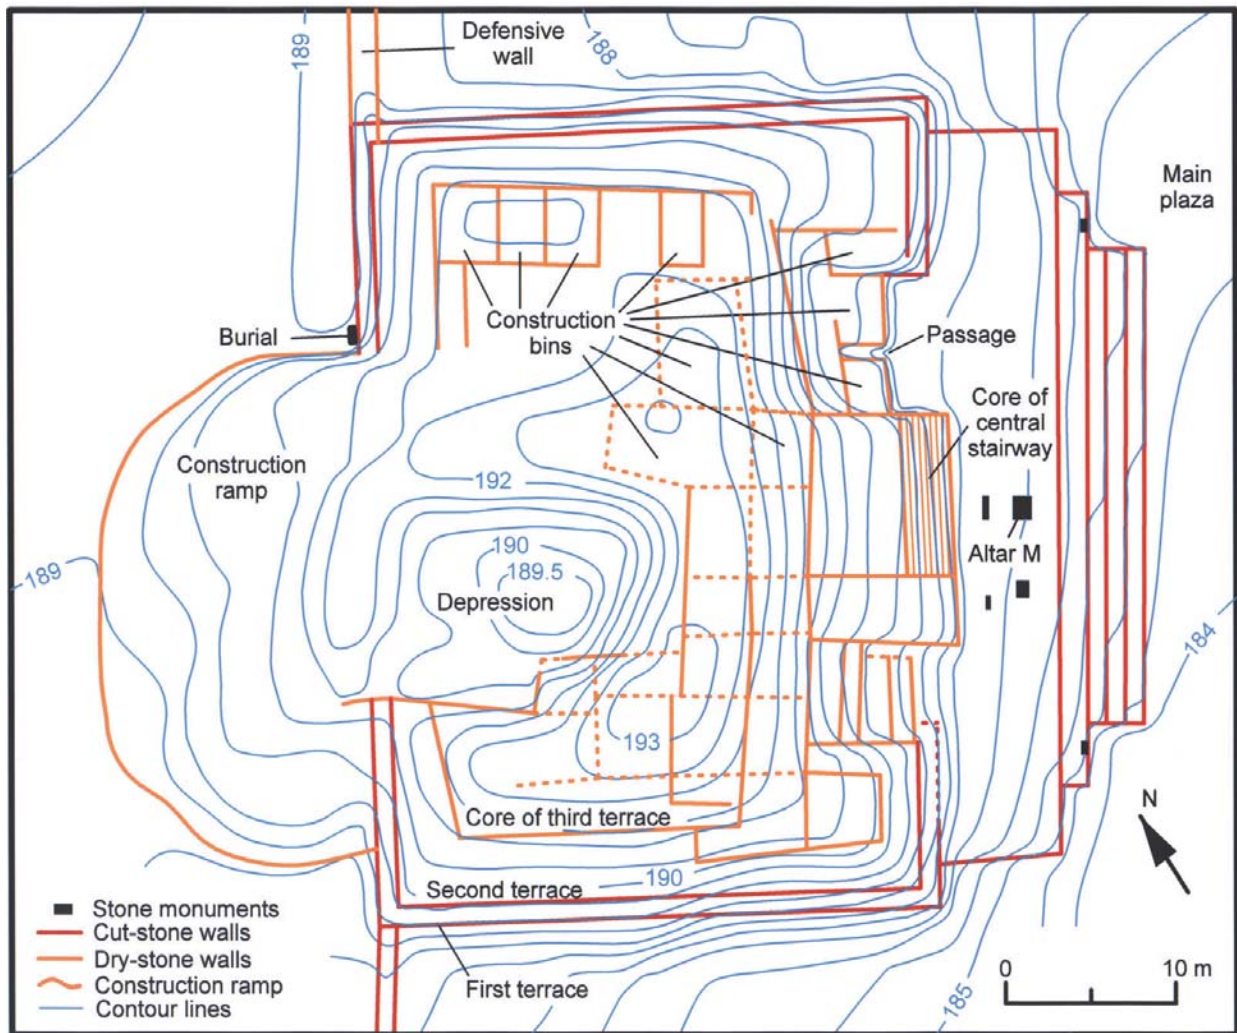 Defensive
wall
189
188
Main
plaza
Burial
Construction
bins
Passage
Core of
central
stairway
Construction
ramp
192
190
189.5
Depression
Altar M
189
184
193
Core of third terrace
N
Second terrace
190
First terrace
185
Stone monuments
Cut-stone walls
Dry-stone walls
Construction ramp
Contour lines
0 10 m